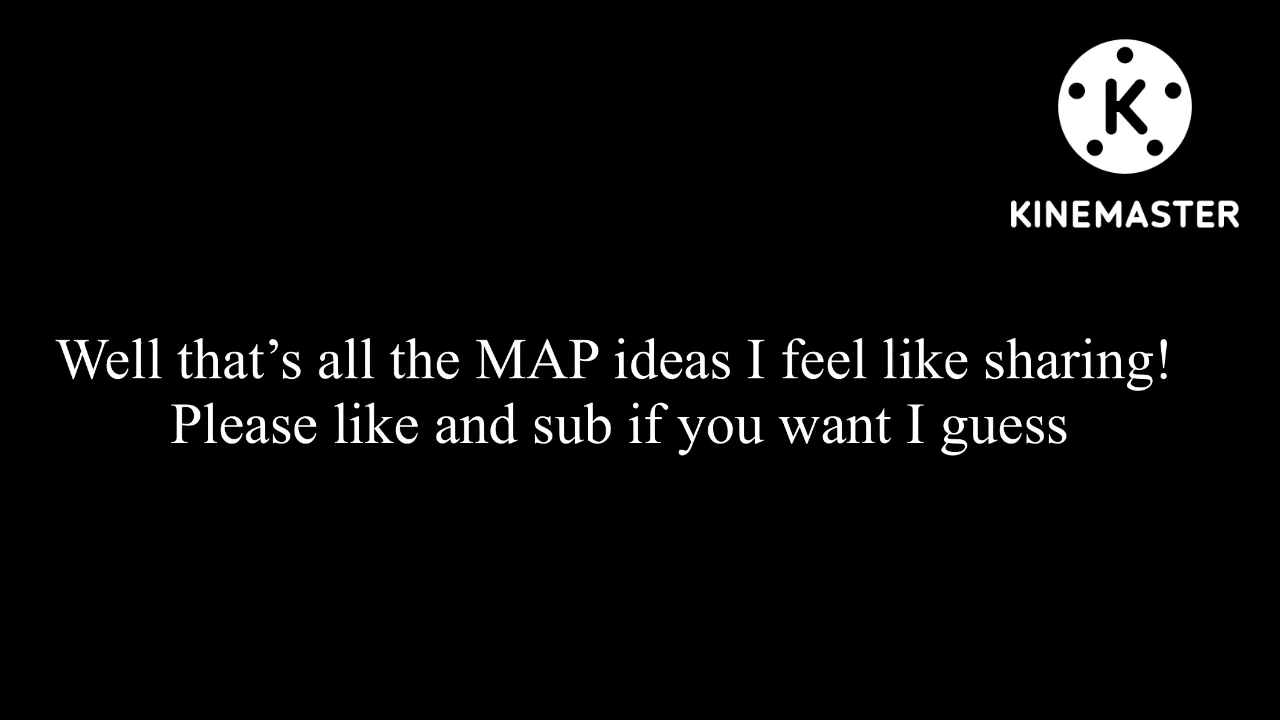 K
KINEMASTER
Well that’s all the MAP ideas I feel like sharing!
Please like and sub if you want I guess